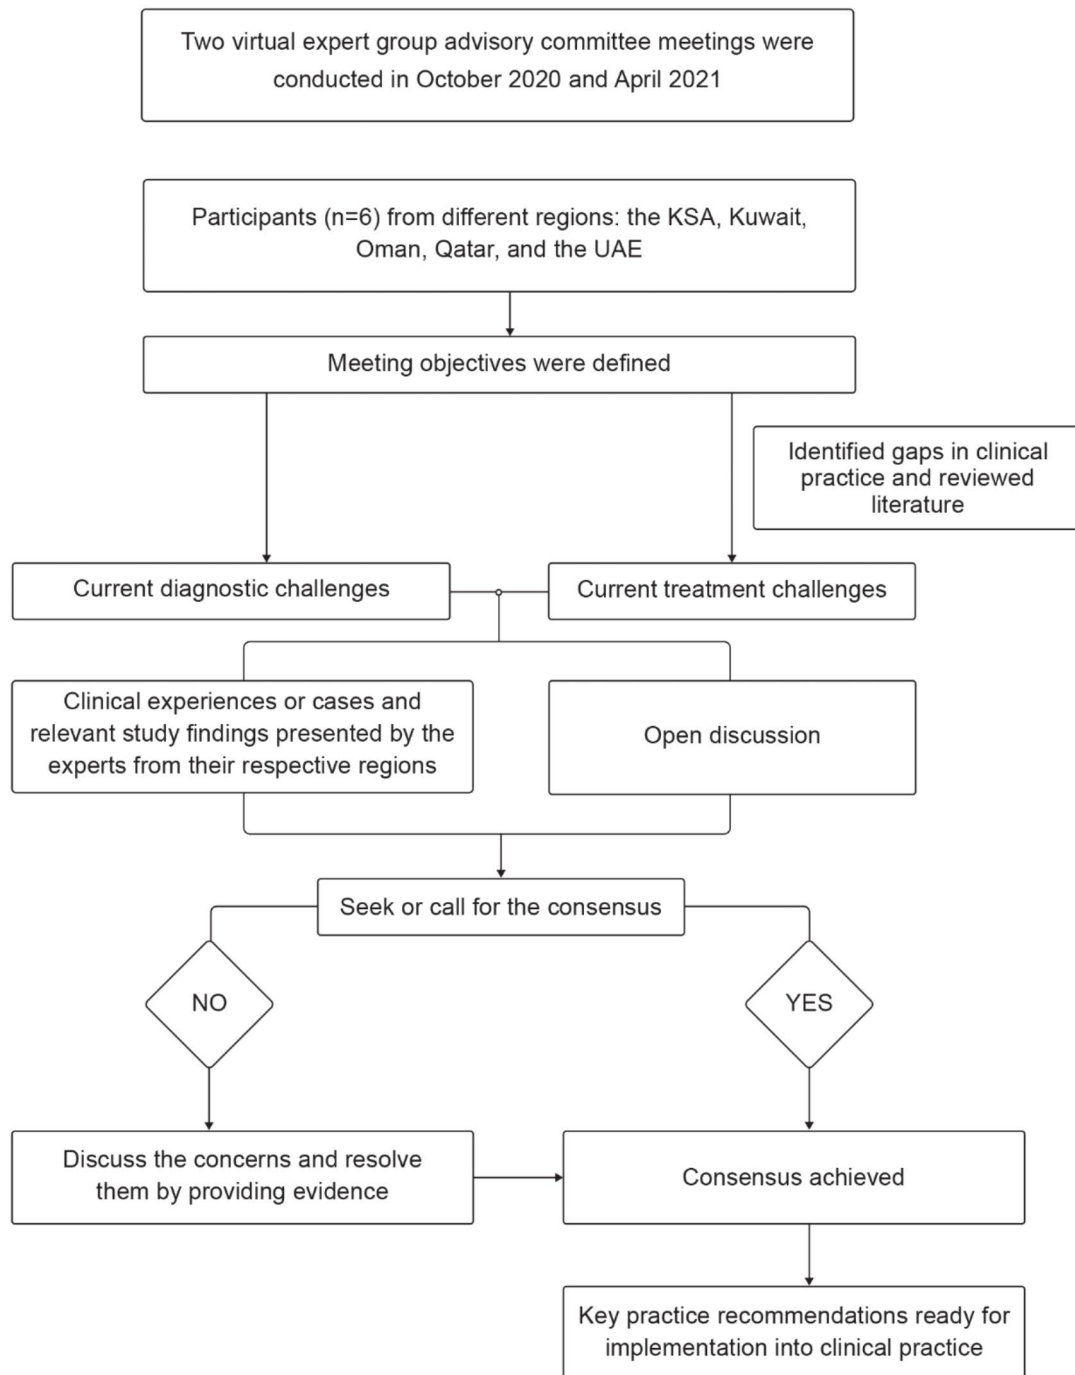 Two virtual expert group advisory committee meetings were
conducted in October 2020 and April 2021
Participants (n=6) from different regions: the KSA, Kuwait,
Oman, Qatar, and the UAE
Meeting objectives were defined
Identified gaps in clinical
practice and reviewed
literature
Current diagnostic challenges
Current treatment challenges
Clinical experiences or cases and
relevant study findings presented by the
experts from their respective regions
Open discussion
Seek or call for the consensus
NO
YES
Discuss the concerns and resolve
them by providing evidence
Consensus achieved
Key practice recommendations ready for
implementation into clinical practice